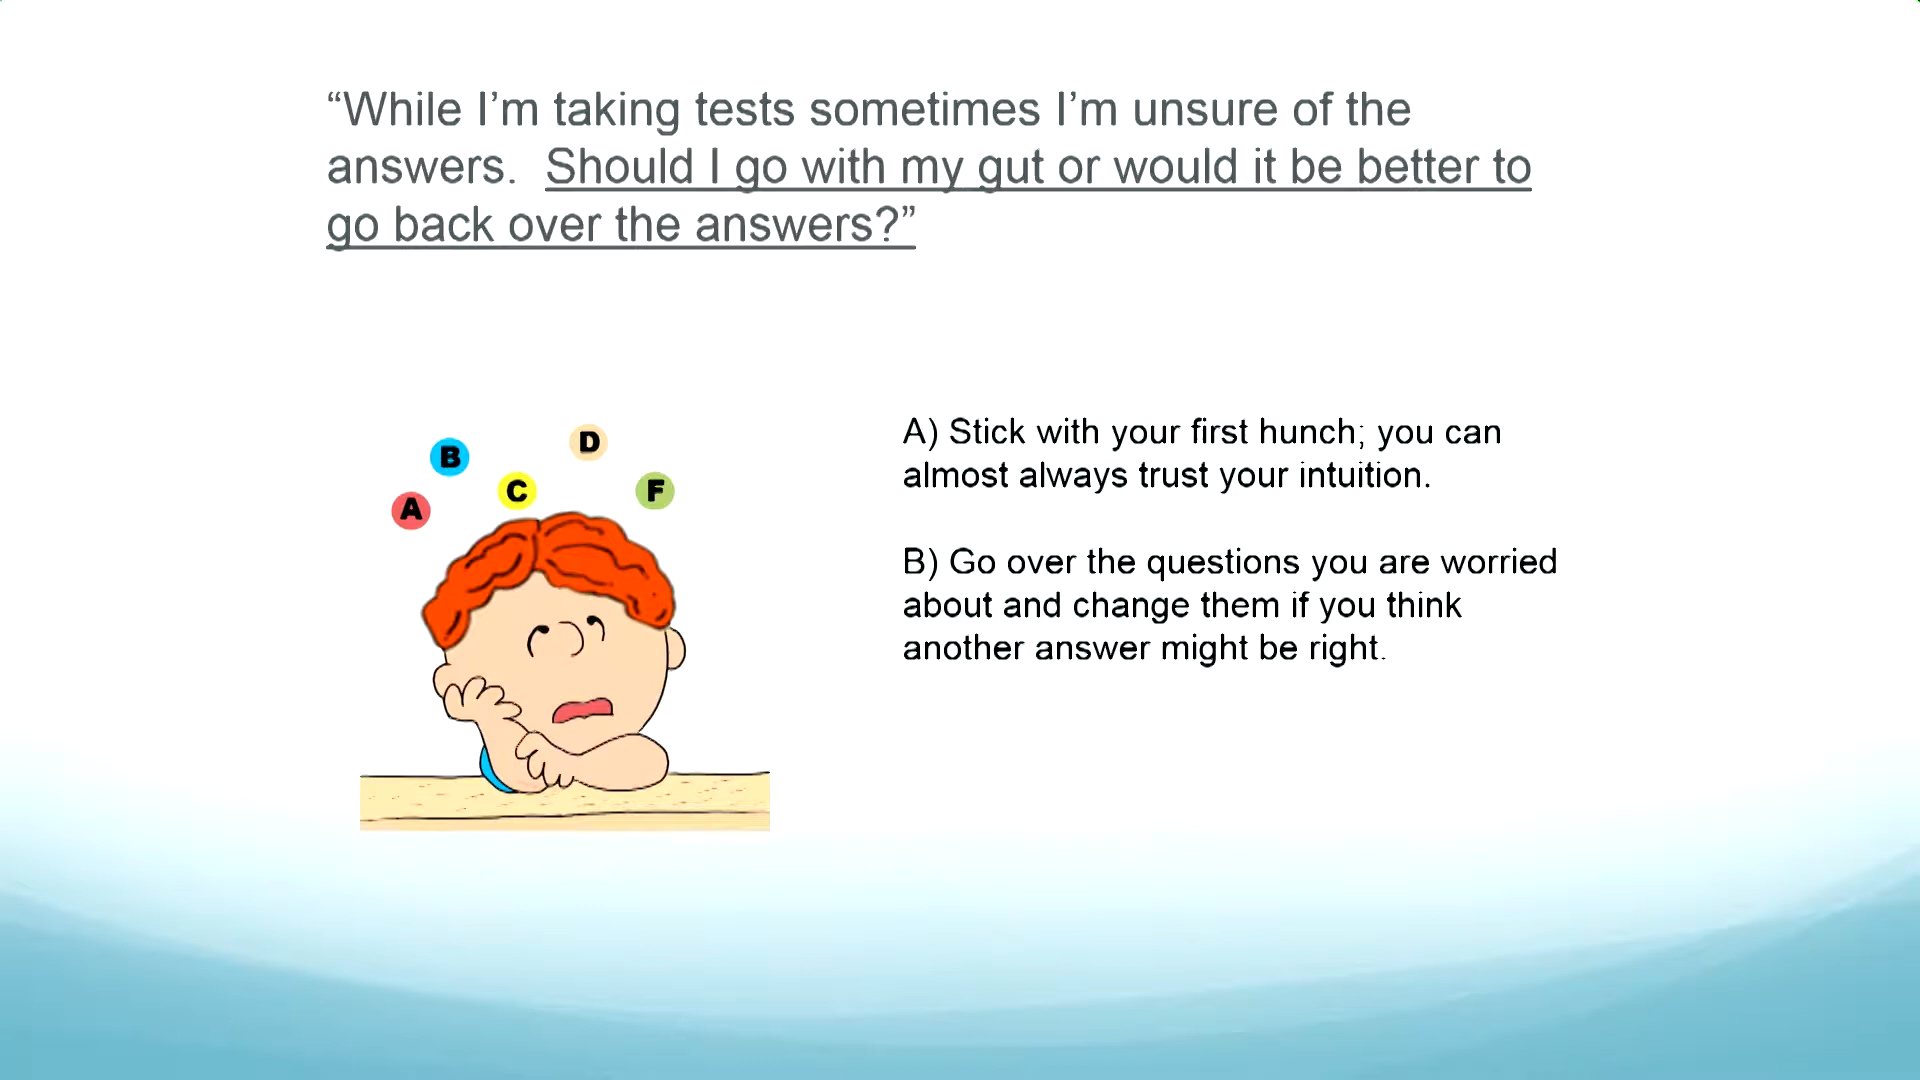 “While I’m taking tests sometimes I’m unsure of the
answers.  Should I go with my gut or would it be better to
go back over the answers?”
D
B
C
F
A
A) Stick with your first hunch; you can
almost always trust your intuition.
B) Go over the questions you are worried
about and change them if you think
another answer might be right.